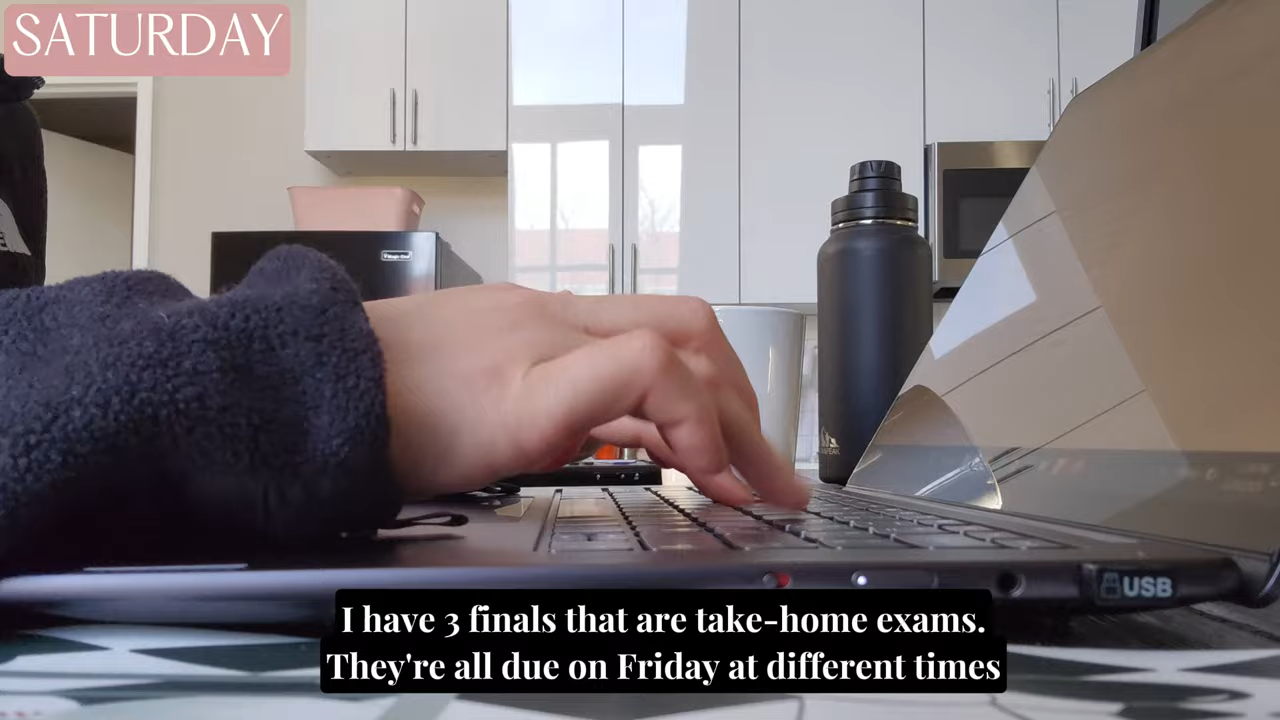 SATURDAY
USB
I have 3 finals that are take-home exams.
They're all due on Friday at different times